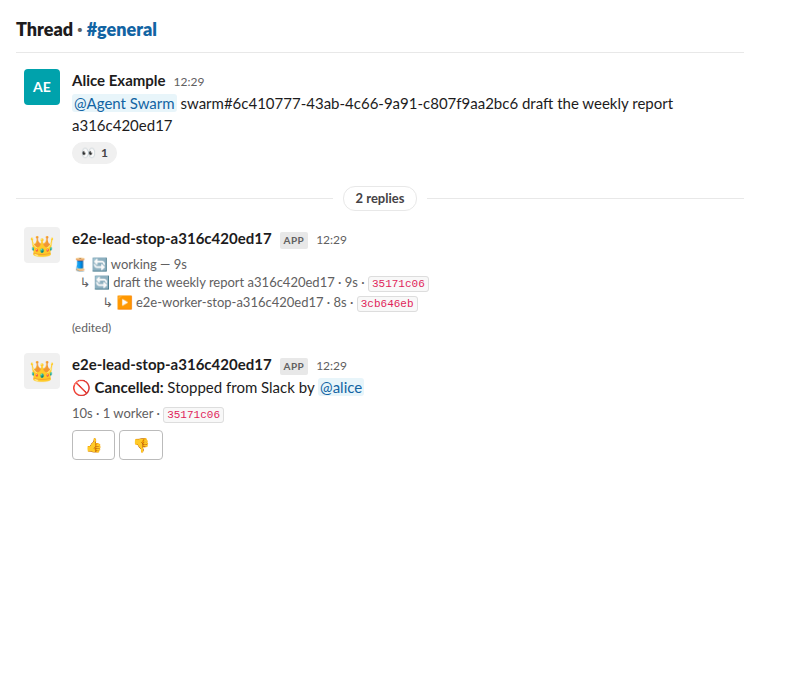 Thread • #general
AE
Alice Example 12:29
@Agent Swarm swarm#6c410777-43ab-4c66-9a91-c807f9aa2bc6 draft the weekly report
a316c420ed17
👀 1
2 replies
e2e-lead-stop-a316c420ed17 APP 12:29
🧵 🔄 working — 9s
↳ 🔄 draft the weekly report a316c420ed17 · 9s · 35171c06
↳ ▶️ e2e-worker-stop-a316c420ed17 · 8s · 3cb646eb
(edited)
e2e-lead-stop-a316c420ed17 APP 12:29
🚫 Cancelled: Stopped from Slack by @alice
10s · 1 worker · 35171c06
👍 👎